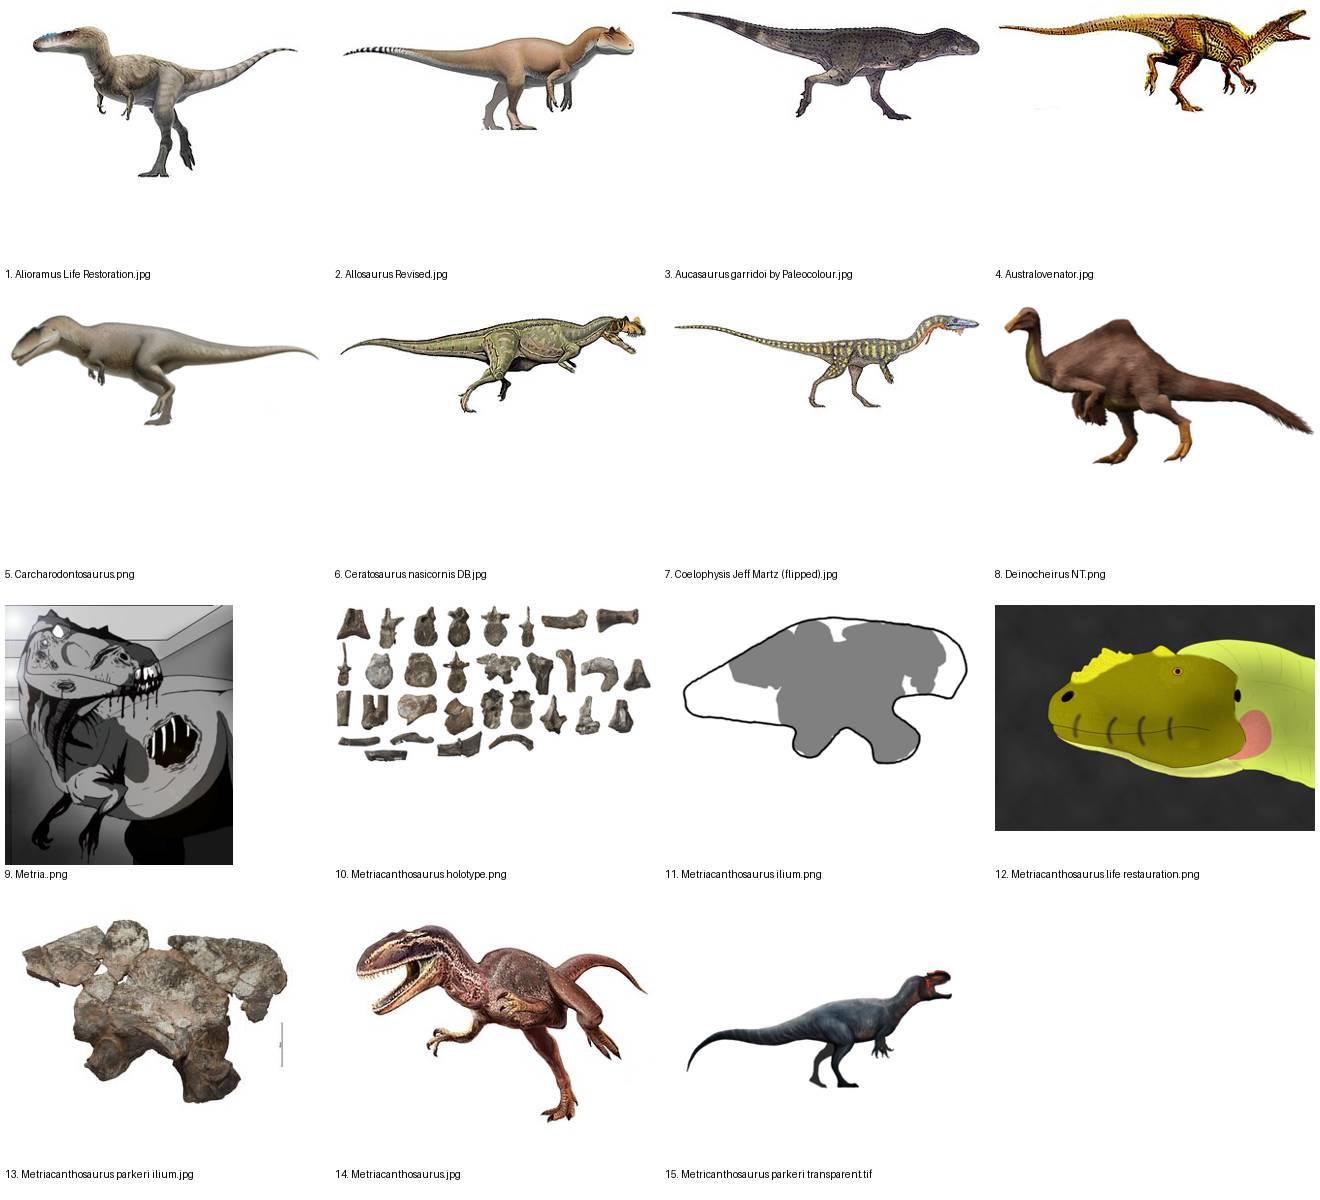 1. Alioramus Life Restoration.jpg
2. Allosaurus Revised.jpg
3. Aucasaurus garridoi by Paleocolour.jpg
4. Australovenator.jpg
5. Carcharodontosaurus.png
6. Ceratosaurus nasicornis DB.jpg
7. Coelophysis Jeff Martz (flipped).jpg
8. Deinocheirus NT.png
9. Metria..png
10. Metriacanthosaurus holotype.png
11. Metriacanthosaurus ilium.png
12. Metriacanthosaurus life restauration.png
13. Metriacanthosaurus parkeri ilium.jpg
14. Metriacanthosaurus.jpg
15. Metricanthosaurus parkeri transparent.tif